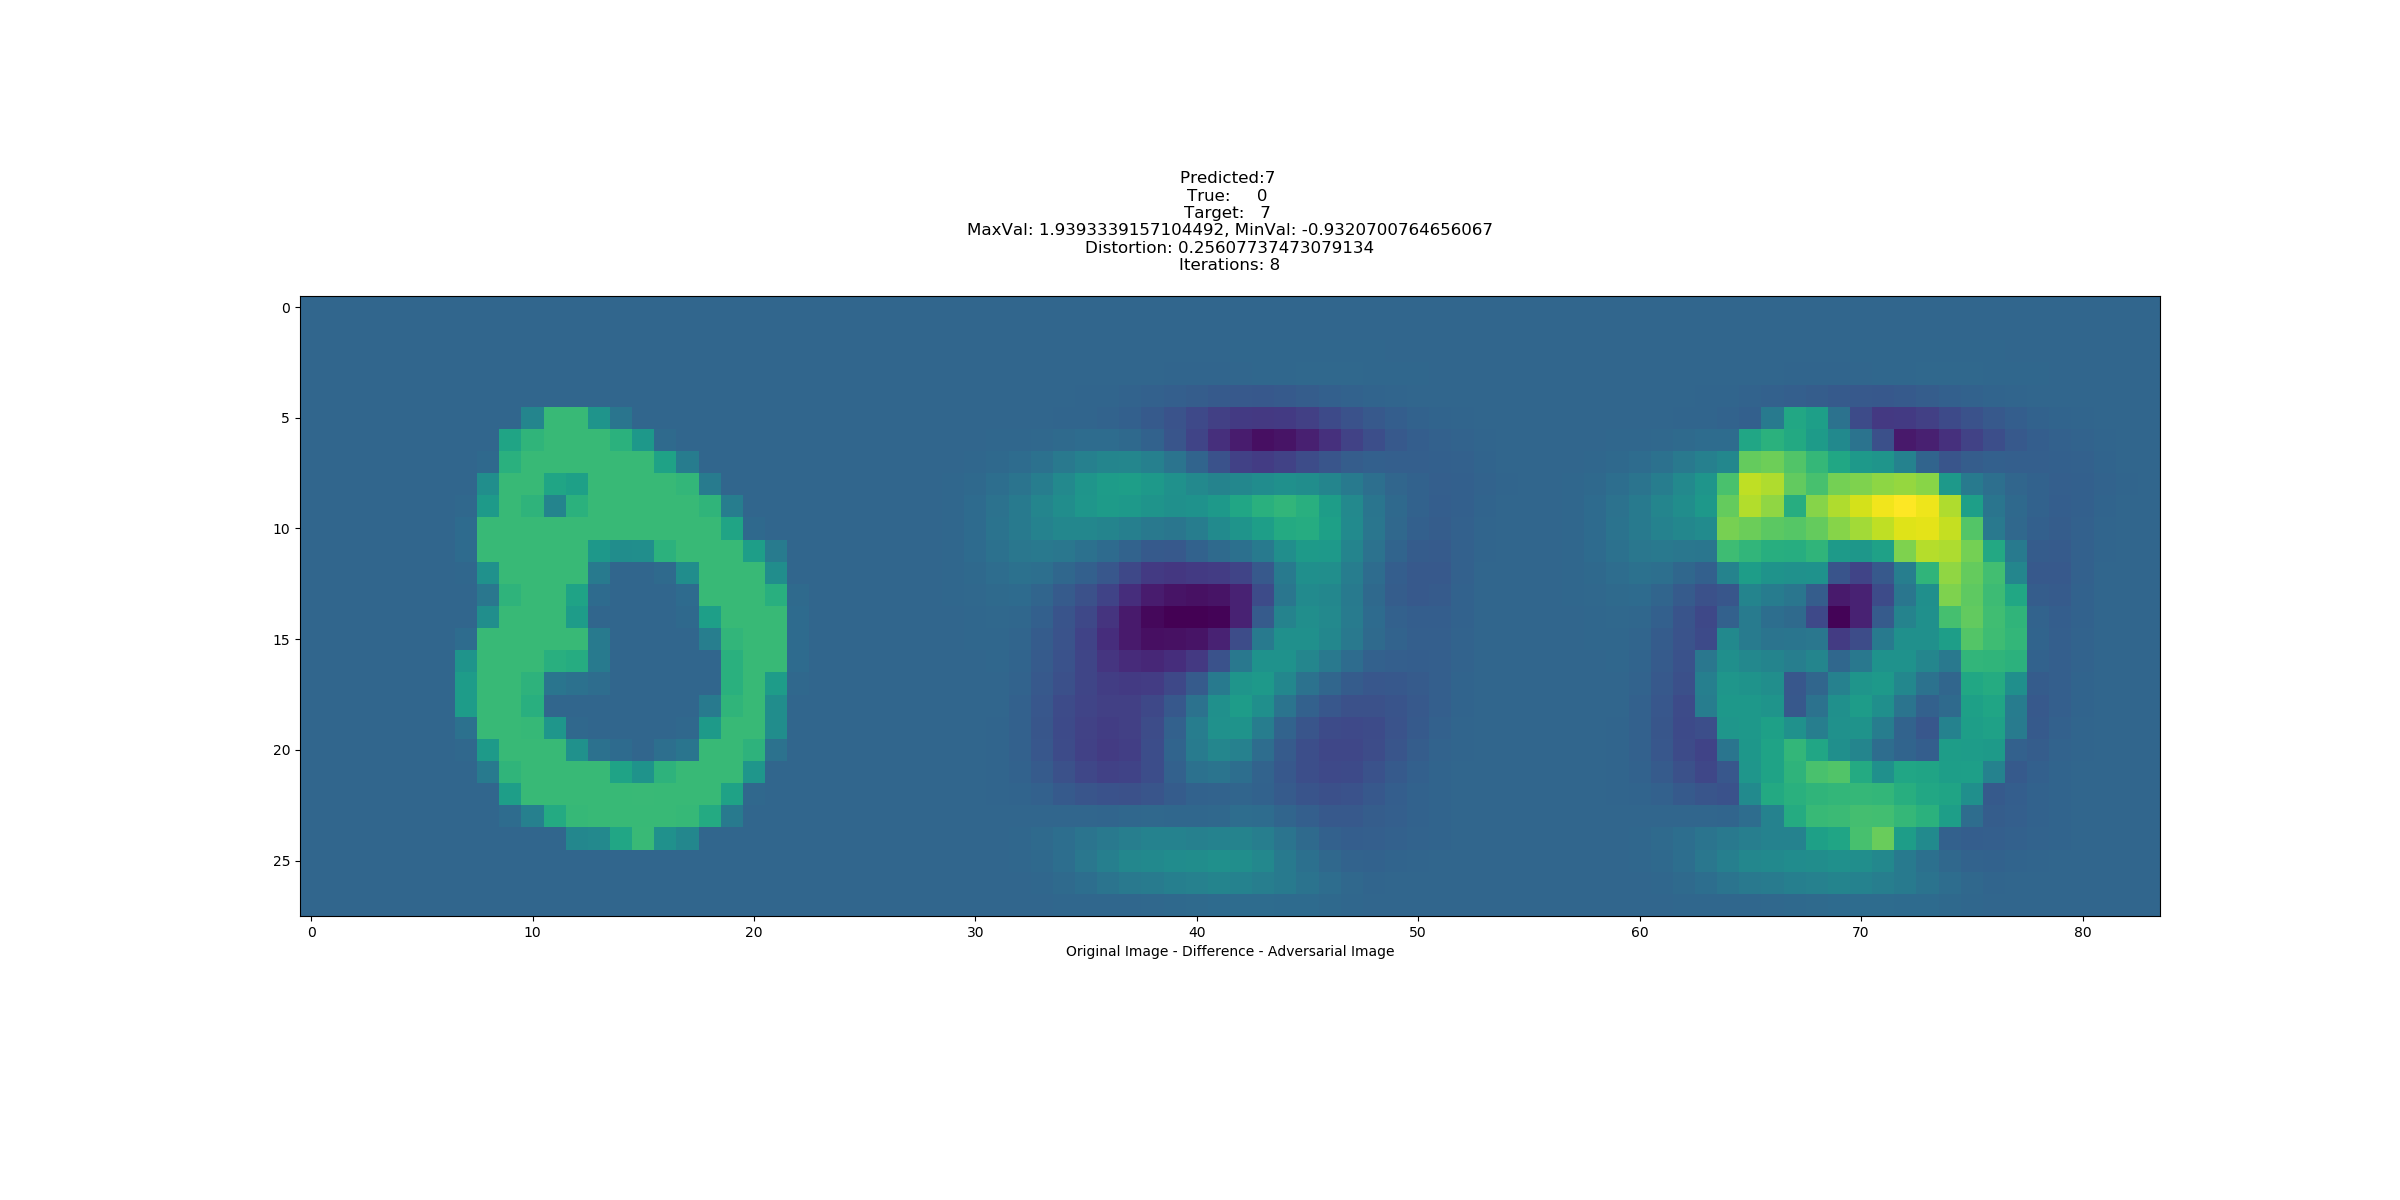 Predicted:7
True: 0
Target: 7
MaxVal: 1.9393339157104492, MinVal: -0.9320700764656067
Distortion: 0.25607737473079134
Iterations: 8
0
5
10
15
20
25
0 10 20 30 40 50 60 70 80
Original Image - Difference - Adversarial Image